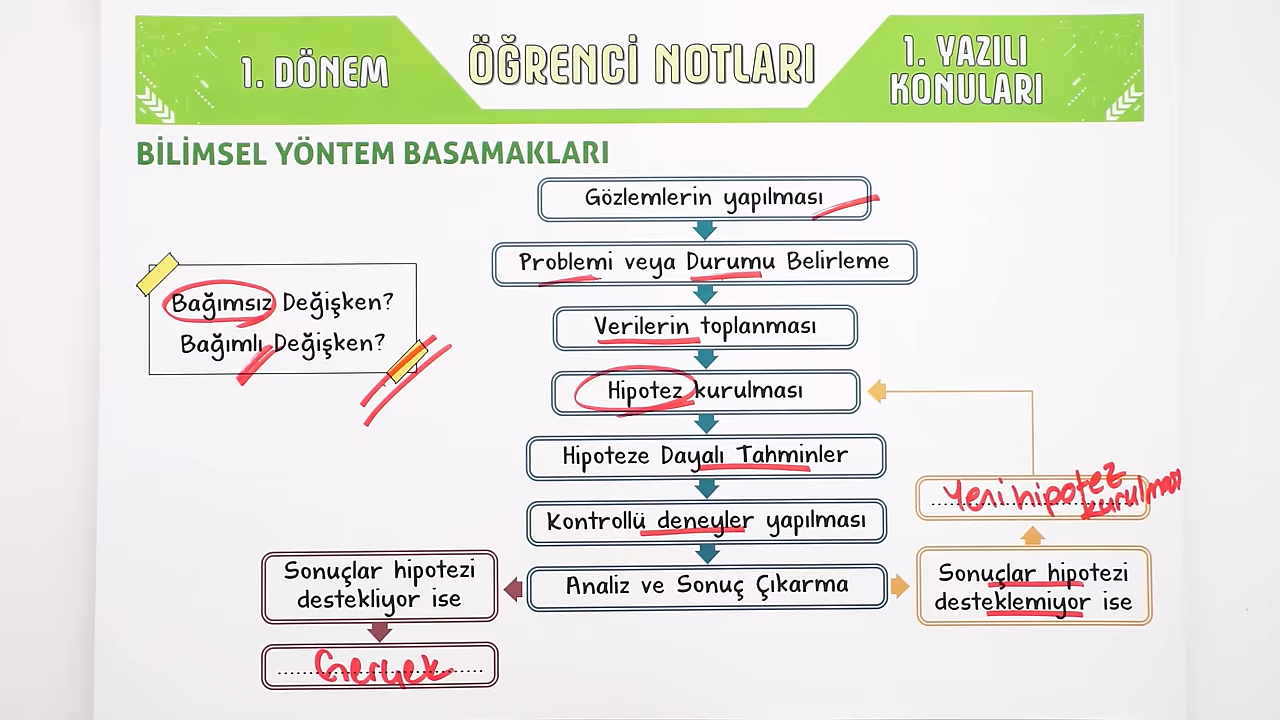 1. DÖNEM
ÖĞRENCİ NOTLARI
1. YAZILI
KONULARI
BİLİMSEL YÖNTEM BASAMAKLARI
Gözlemlerin yapılması
Problemi veya Durumu Belirleme
Bağımsız Değişken?
Bağımlı Değişken?
Verilerin toplanması
Hipotez kurulması
Hipoteze Dayalı Tahminler
Kontrollü deneyler yapılması
Analiz ve Sonuç Çıkarma
Sonuçlar hipotezi
destekliyor ise
Gerçek
Sonuçlar hipotezi
desteklemiyor ise
Yeni hipotez
kurulması